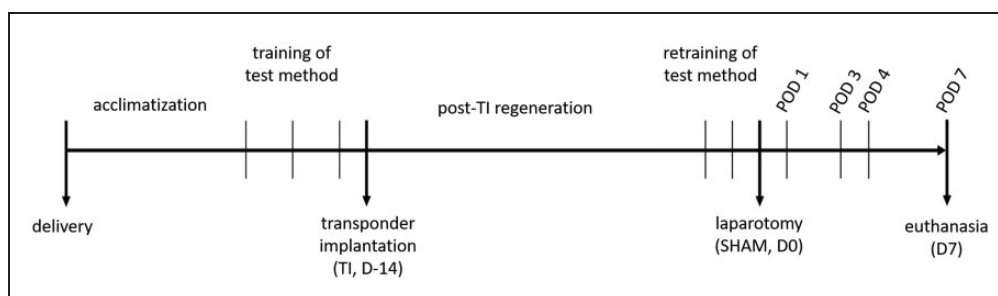 training of
test method
retraining of
test method
acclimatization
post-TI regeneration
POD 1
POD 3
POD 4
POD 7
delivery
transponder
implantation
(TI, D-14)
laparotomy
(SHAM, D0)
euthanasia
(D7)